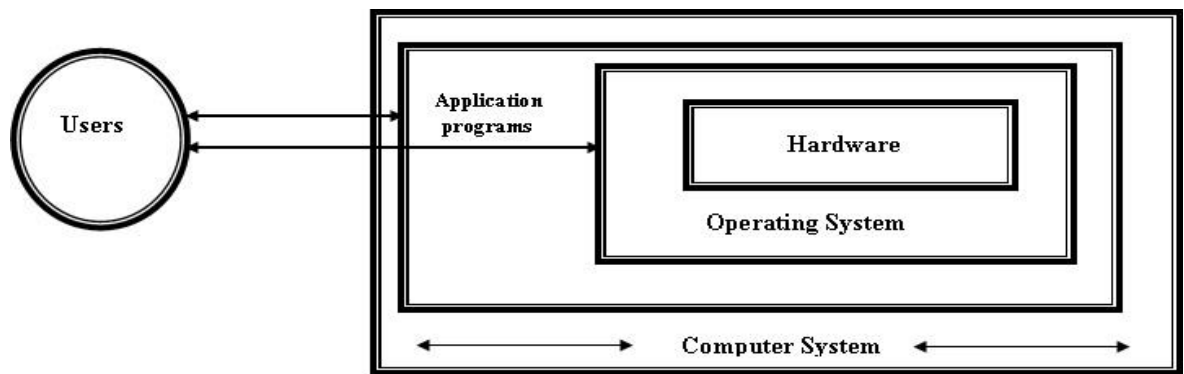 Users
Application
programs
Hardware
Operating System
Computer System